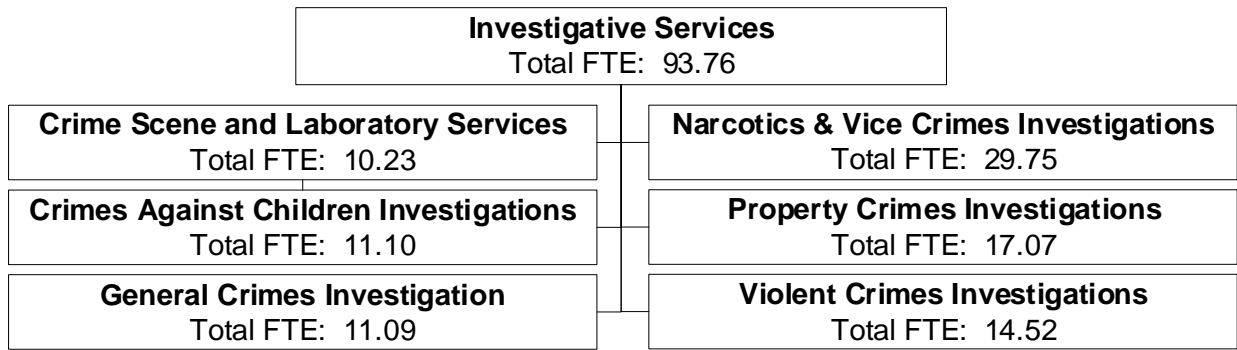 Investigative Services
Total FTE: 93.76
Crime Scene and Laboratory Services
Total FTE: 10.23
Narcotics & Vice Crimes Investigations
Total FTE: 29.75
Crimes Against Children Investigations
Total FTE: 11.10
Property Crimes Investigations
Total FTE: 17.07
General Crimes Investigation
Total FTE: 11.09
Violent Crimes Investigations
Total FTE: 14.52